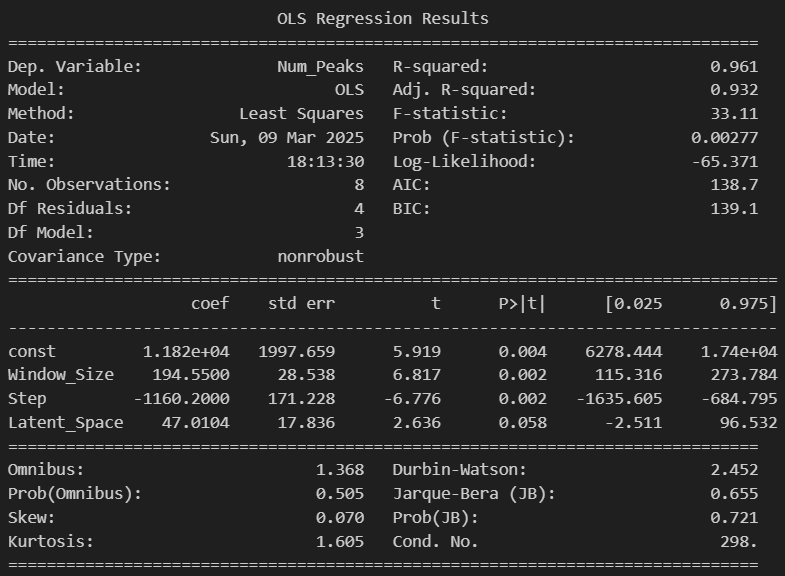 OLS Regression Results
==============================================================================
Dep. Variable:              Num_Peaks   R-squared:                       0.961
Model:                            OLS   Adj. R-squared:                  0.932
Method:                 Least Squares   F-statistic:                     33.11
Date:                Sun, 09 Mar 2025   Prob (F-statistic):            0.00277
Time:                        18:13:30   Log-Likelihood:                -65.371
No. Observations:                   8   AIC:                             138.7
Df Residuals:                       4   BIC:                             139.1
Df Model:                           3
Covariance Type:            nonrobust
================================================================================
                   coef    std err          t      P>|t|      [0.025      0.975]
--------------------------------------------------------------------------------
const         1.182e+04   1997.659      5.919      0.004    6278.444    1.74e+04
Window_Size    194.5500     28.538      6.817      0.002     115.316     273.784
Step         -1160.2000    171.228     -6.776      0.002   -1635.605    -684.795
Latent_Space    47.0104     17.836      2.636      0.058      -2.511      96.532
==============================================================================
Omnibus:                        1.368   Durbin-Watson:                   2.452
Prob(Omnibus):                  0.505   Jarque-Bera (JB):                0.655
Skew:                           0.070   Prob(JB):                        0.721
Kurtosis:                       1.605   Cond. No.                         298.
==============================================================================